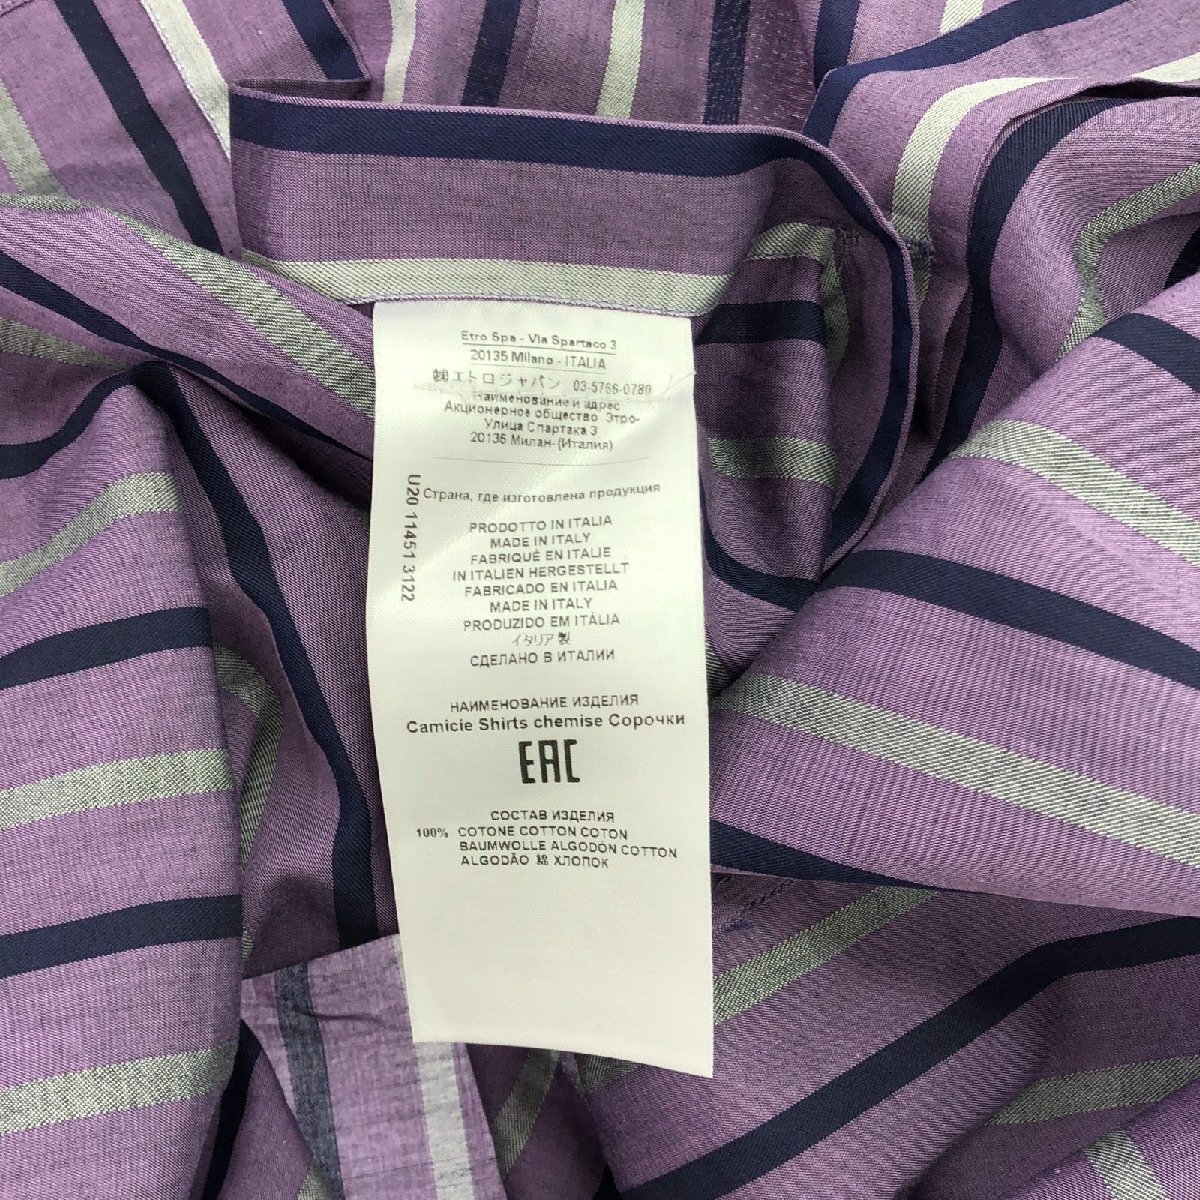 Etro Spa - Via Spartaco 3
20135 Milano - ITALIA
㈱エトロジャパン 03-5766-0780
Наименование и адрес
Акционерное общество Этро-
Улица Спартака 3
20136 Милан- (Италия)
U20 11451 3122
Страна, где изготовлена продукция
PRODOTTO IN ITALIA
MADE IN ITALY
FABRIQUÉ EN ITALIE
IN ITALIEN HERGESTELLT
FABRICADO EN ITALIA
MADE IN ITALY
PRODUZIDO EM ITÁLIA
イタリア製
СДЕЛАНО В ИТАЛИИ
НАИМЕНОВАНИЕ ИЗДЕЛИЯ
Camicie Shirts chemise Сорочки
EAC
СОСТАВ ИЗДЕЛИЯ
100% COTONE COTTON COTON
BAUMWOLLE ALGODÓN COTTON
ALGODÃO 綿 ХЛОПОК